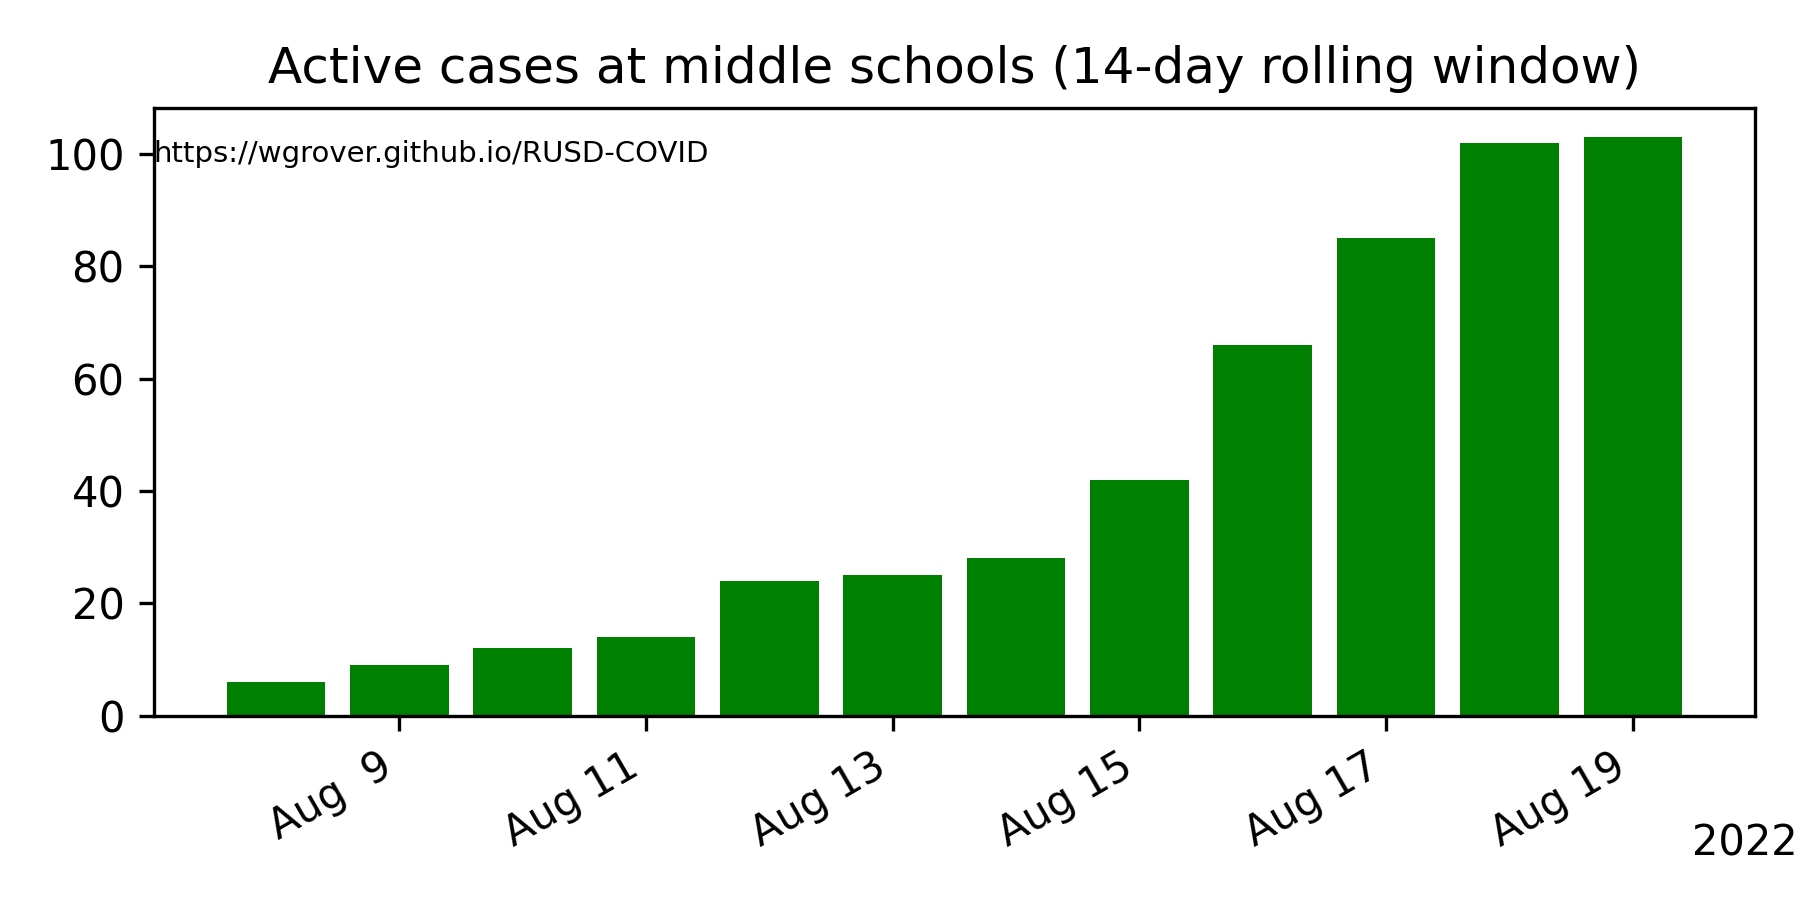 Active cases at middle schools (14-day rolling window)
https://wgrover.github.io/RUSD-COVID
100
80
60
40
20
0
Aug 9
Aug 11
Aug 13
Aug 15
Aug 17
Aug 19
2022